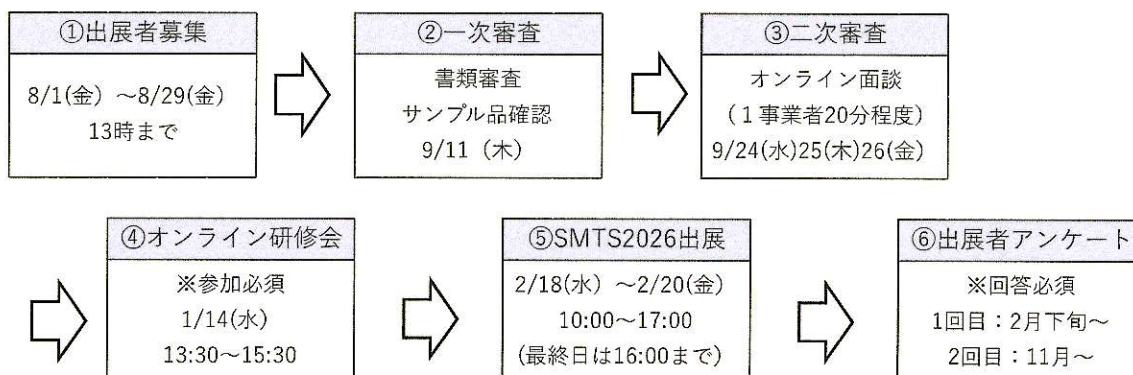 ①出展者募集
8/1(金) ～8/29(金)
13時まで
②一次審査
書類審査
サンプル品確認
9/11（木）
③二次審査
オンライン面談
（１事業者20分程度）
9/24(水)25(木)26(金)
④オンライン研修会
※参加必須
1/14(水)
13:30～15:30
⑤SMTS2026出展
2/18(水）～2/20(金)
10:00～17:00
(最終日は16:00まで)
⑥出展者アンケート
※回答必須
1回目：2月下旬～
2回目：11月～